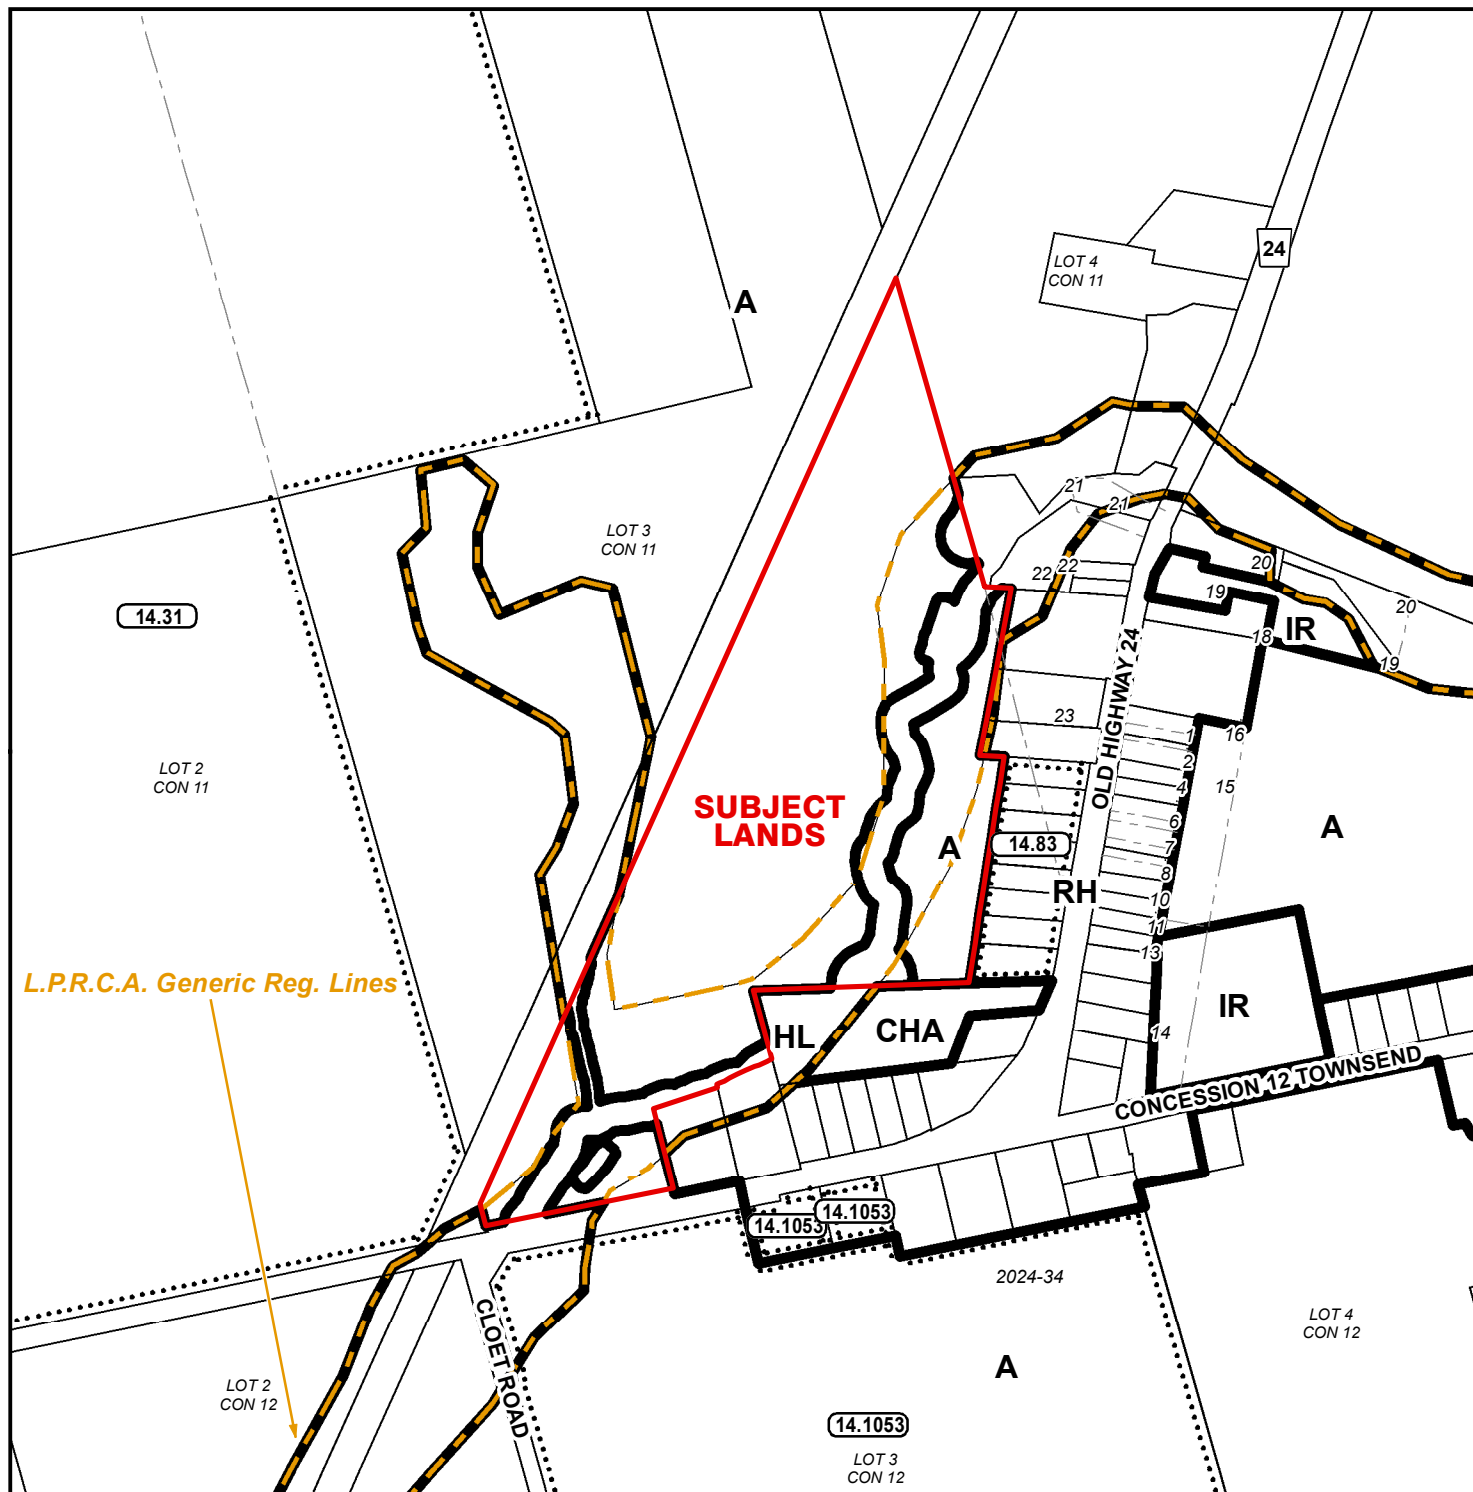 24
LOT 4
CON 11
A
21
21
LOT 3
CON 11
20
22
22
19
20
14.31
18
IR
19
23
16
1
OLD HIGHWAY 24
2
LOT 2
CON 11
4
15
SUBJECT
LANDS
6
A
14.83
A
7
8
RH
10
11
13
L.P.R.C.A. Generic Reg. Lines
IR
HL
CHA
14
CONCESSION 12 TOWNSEND
14.1053
14.1053
2024-34
CLOET ROAD
LOT 4
CON 12
A
LOT 2
CON 12
14.1053
LOT 3
CON 12